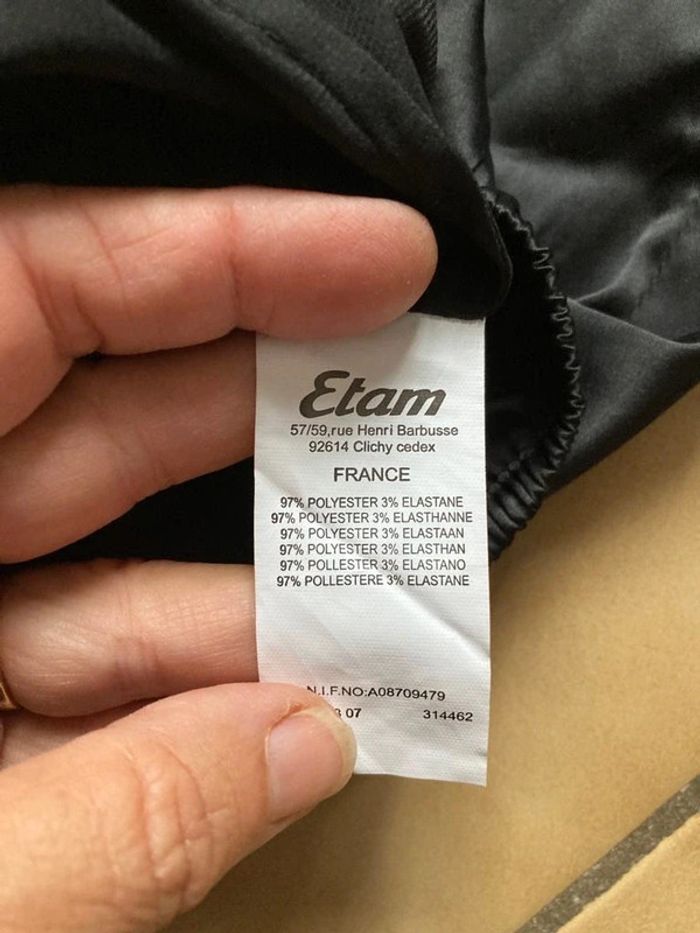 Etam
57/59,rue Henri Barbusse
92614 Clichy cedex
FRANCE
97% POLYESTER 3% ELASTANE
97% POLYESTER 3% ELASTHANNE
97% POLYESTER 3% ELASTAAN
97% POLYESTER 3% ELASTHAN
97% POLLESTER 3% ELASTANO
97% POLLESTERE 3% ELASTANE
N.I.F.NO:A08709479
07 314462